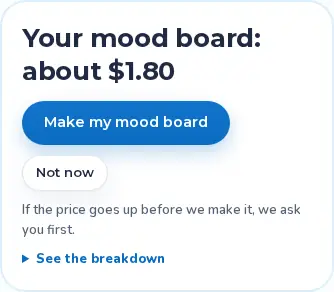 Your mood board:
about $1.80
Make my mood board
Not now
If the price goes up before we make it, we ask
you first.
See the breakdown